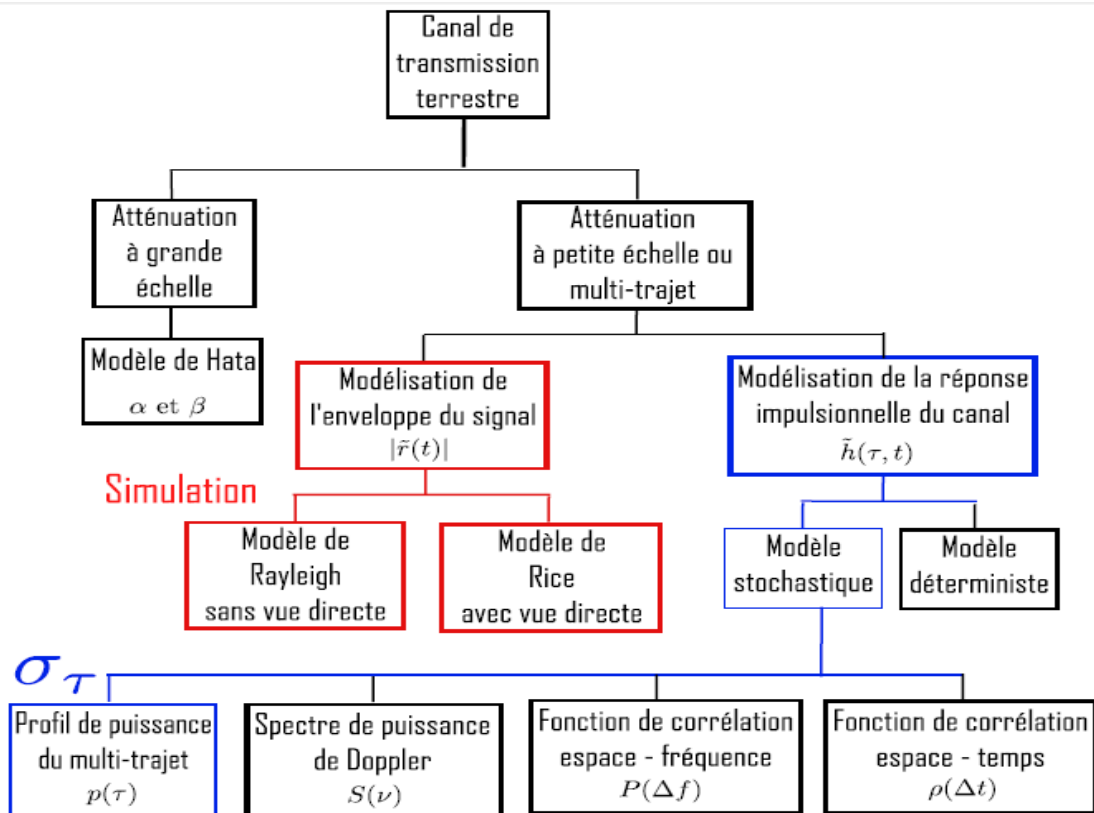 Canal de
transmission
terrestre
Atténuation
à grande
échelle
Atténuation
à petite échelle ou
multi-trajet
Modèle de Hata
α et β
Modélisation de
l'enveloppe du signal
|r̃(t)|
Modélisation de la réponse
impulsionnelle du canal
h̃(τ, t)
Simulation
Modèle de
Rayleigh
sans vue directe
Modèle de
Rice
avec vue directe
Modèle
stochastique
Modèle
déterministe
σ_τ
Profil de puissance
du multi-trajet
p(τ)
Spectre de puissance
de Doppler
S(ν)
Fonction de corrélation
espace - fréquence
P(Δf)
Fonction de corrélation
espace - temps
ρ(Δt)